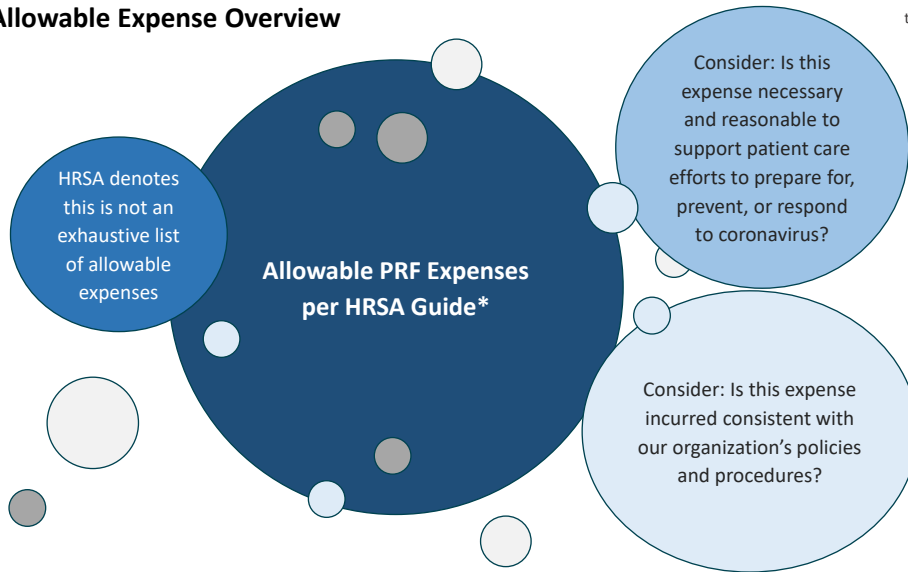 Allowable Expense Overview
t
Consider: Is this
expense necessary
and reasonable to
support patient care
efforts to prepare for,
prevent, or respond
to coronavirus?
HRSA denotes
this is not an
exhaustive list
of allowable
expenses
Allowable PRF Expenses
per HRSA Guide*
Consider: Is this expense
incurred consistent with
our organization’s policies
and procedures?